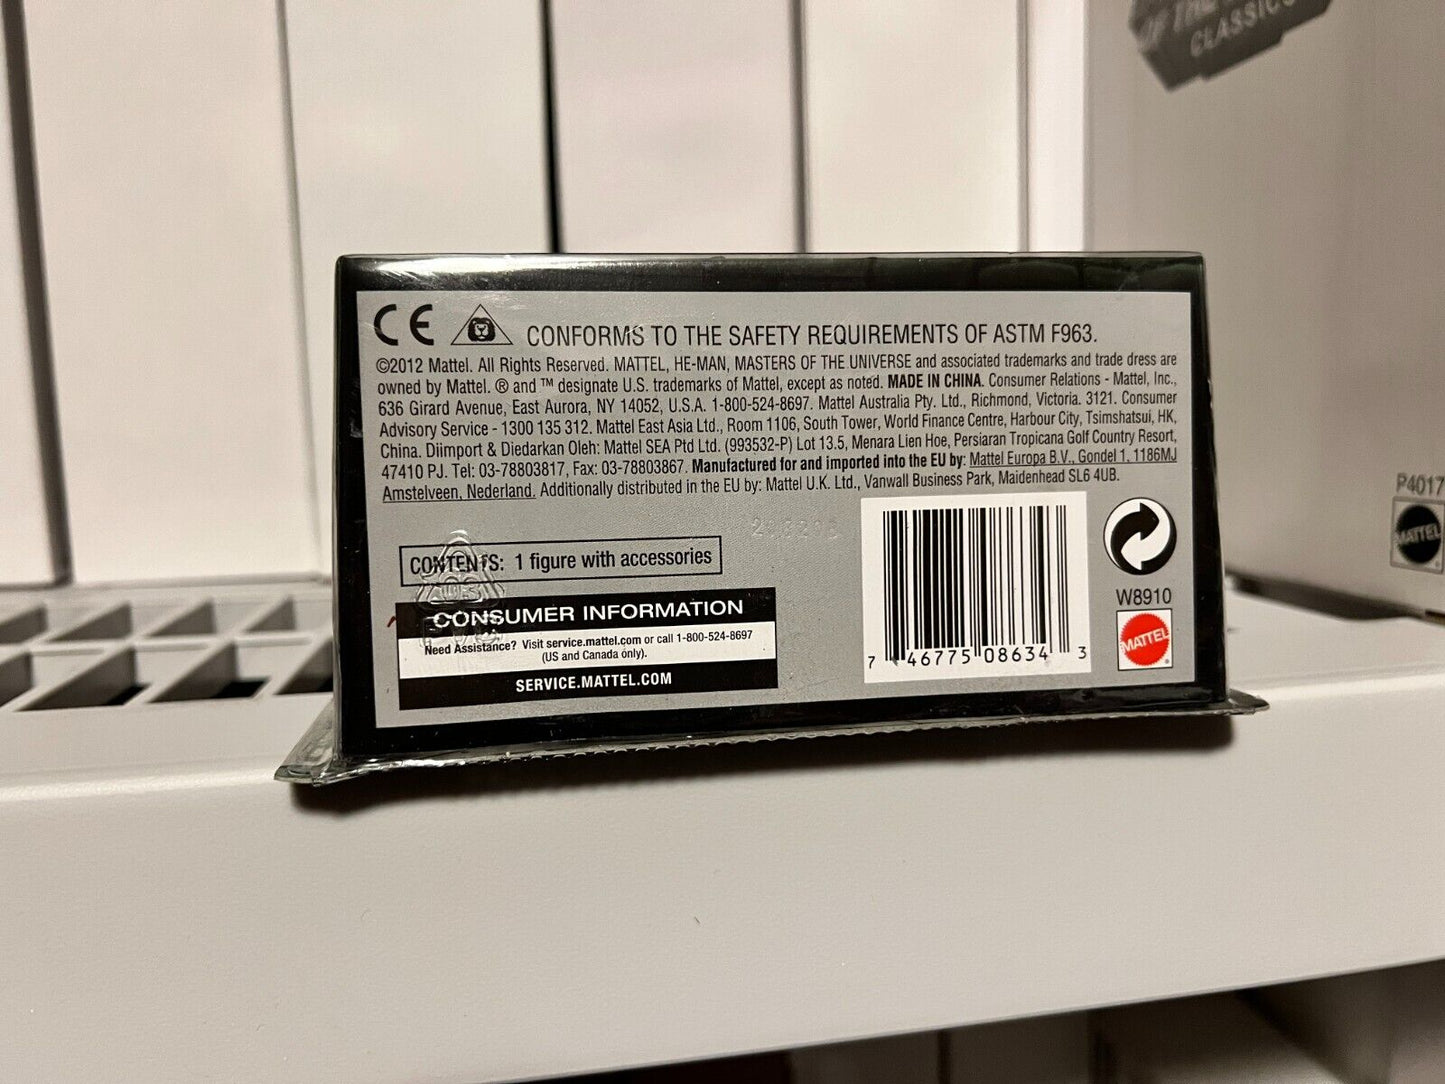 OF THE
CLASSICS
CE CONFORMS TO THE SAFETY REQUIREMENTS OF ASTM F963.
©2012 Mattel. All Rights Reserved. MATTEL, HE-MAN, MASTERS OF THE UNIVERSE and associated trademarks and trade dress are
owned by Mattel. ® and ™ designate U.S. trademarks of Mattel, except as noted. MADE IN CHINA. Consumer Relations - Mattel, Inc.,
636 Girard Avenue, East Aurora, NY 14052, U.S.A. 1-800-524-8697. Mattel Australia Pty. Ltd., Richmond, Victoria. 3121. Consumer
Advisory Service - 1300 135 312. Mattel East Asia Ltd., Room 1106, South Tower, World Finance Centre, Harbour City, Tsimshatsui, HK,
China. Diimport & Diedarkan Oleh: Mattel SEA Ptd Ltd. (993532-P) Lot 13.5, Menara Lien Hoe, Persiaran Tropicana Golf Country Resort,
47410 PJ. Tel: 03-78803817, Fax: 03-78803867. Manufactured for and imported into the EU by: Mattel Europa B.V., Gondel 1, 1186MJ
Amstelveen, Nederland. Additionally distributed in the EU by: Mattel U.K. Ltd., Vanwall Business Park, Maidenhead SL6 4UB.
CONTENTS: 1 figure with accessories
CONSUMER INFORMATION
Need Assistance? Visit service.mattel.com or call 1-800-524-8697
(US and Canada only).
SERVICE.MATTEL.COM
7 46775 08634 3
W8910
MATTEL
®
P4017
MATTEL